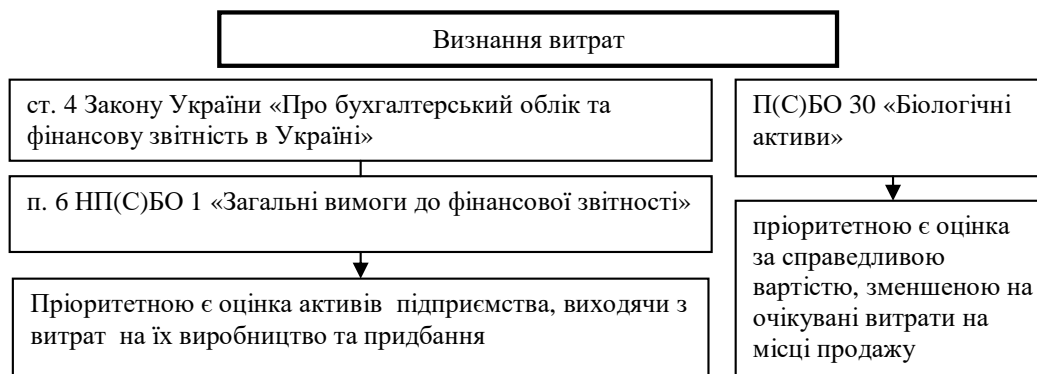 Визнання витрат
ст. 4 Закону України «Про бухгалтерський облік та
фінансову звітність в Україні»
п. 6 НП(С)БО 1 «Загальні вимоги до фінансової звітності»
Пріоритетною є оцінка активів підприємства, виходячи з
витрат на їх виробництво та придбання
П(С)БО 30 «Біологічні
активи»
пріоритетною є оцінка
за справедливою
вартістю, зменшеною на
очікувані витрати на
місці продажу